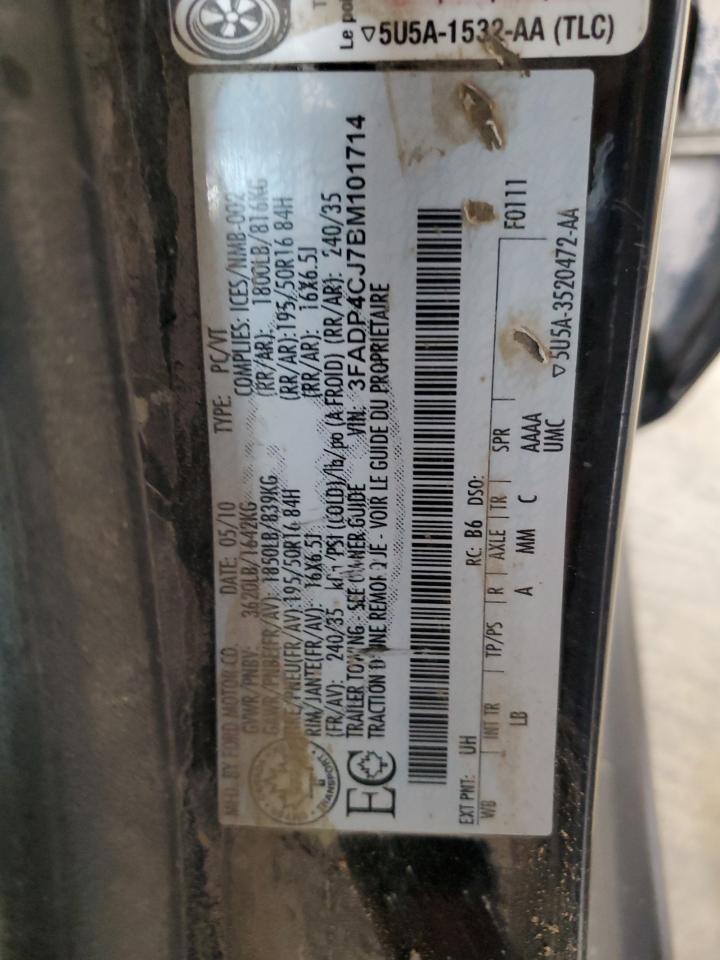 Le po
▽5U5A-1532-AA (TLC)
MFD. BY FORD MOTOR CO. DATE: 05/10 TYPE: PC/VT
GVWR/PNBV: 3620LB/1642KG COMPLIES: ICES/NMB-002
GAWR/PNBE(FR/AV): 1850LB/839KG (RR/AR): 1800LB/816KG
/PNEU(FR/AV):195/50R16 84H (RR/AR):195/50R16 84H
RIM/JANTE(FR/AV): 16X6.5J (RR/AR): 16X6.5J
(FR/AV): 240/35 kPa/PSI(COLD)/lb/po(A FROID) (RR/AR): 240/35
TRAILER TOWING - SEE OWNER GUIDE VIN: 3FADP4CJ7BM101714
TRACTION D'UNE REMORQUE - VOIR LE GUIDE DU PROPRIETAIRE
TRANSPORT
EC
EXT PNT: UH RC: B6 DSO:
WB INT TR TP/PS R AXLE TR SPR F0111
LB A MM C AAAA
UMC
▽5U5A-3520472-AA